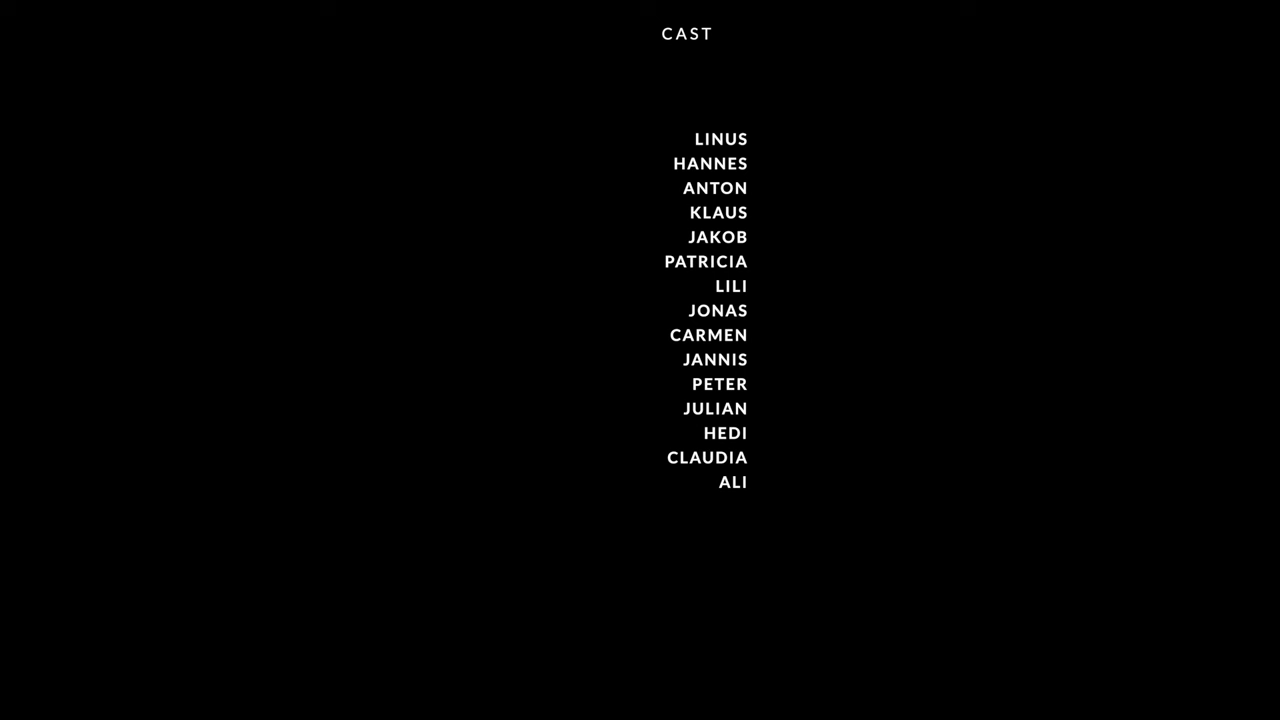 CAST
LINUS
HANNES
ANTON
KLAUS
JAKOB
PATRICIA
LILI
JONAS
CARMEN
JANNIS
PETER
JULIAN
HEDI
CLAUDIA
ALI